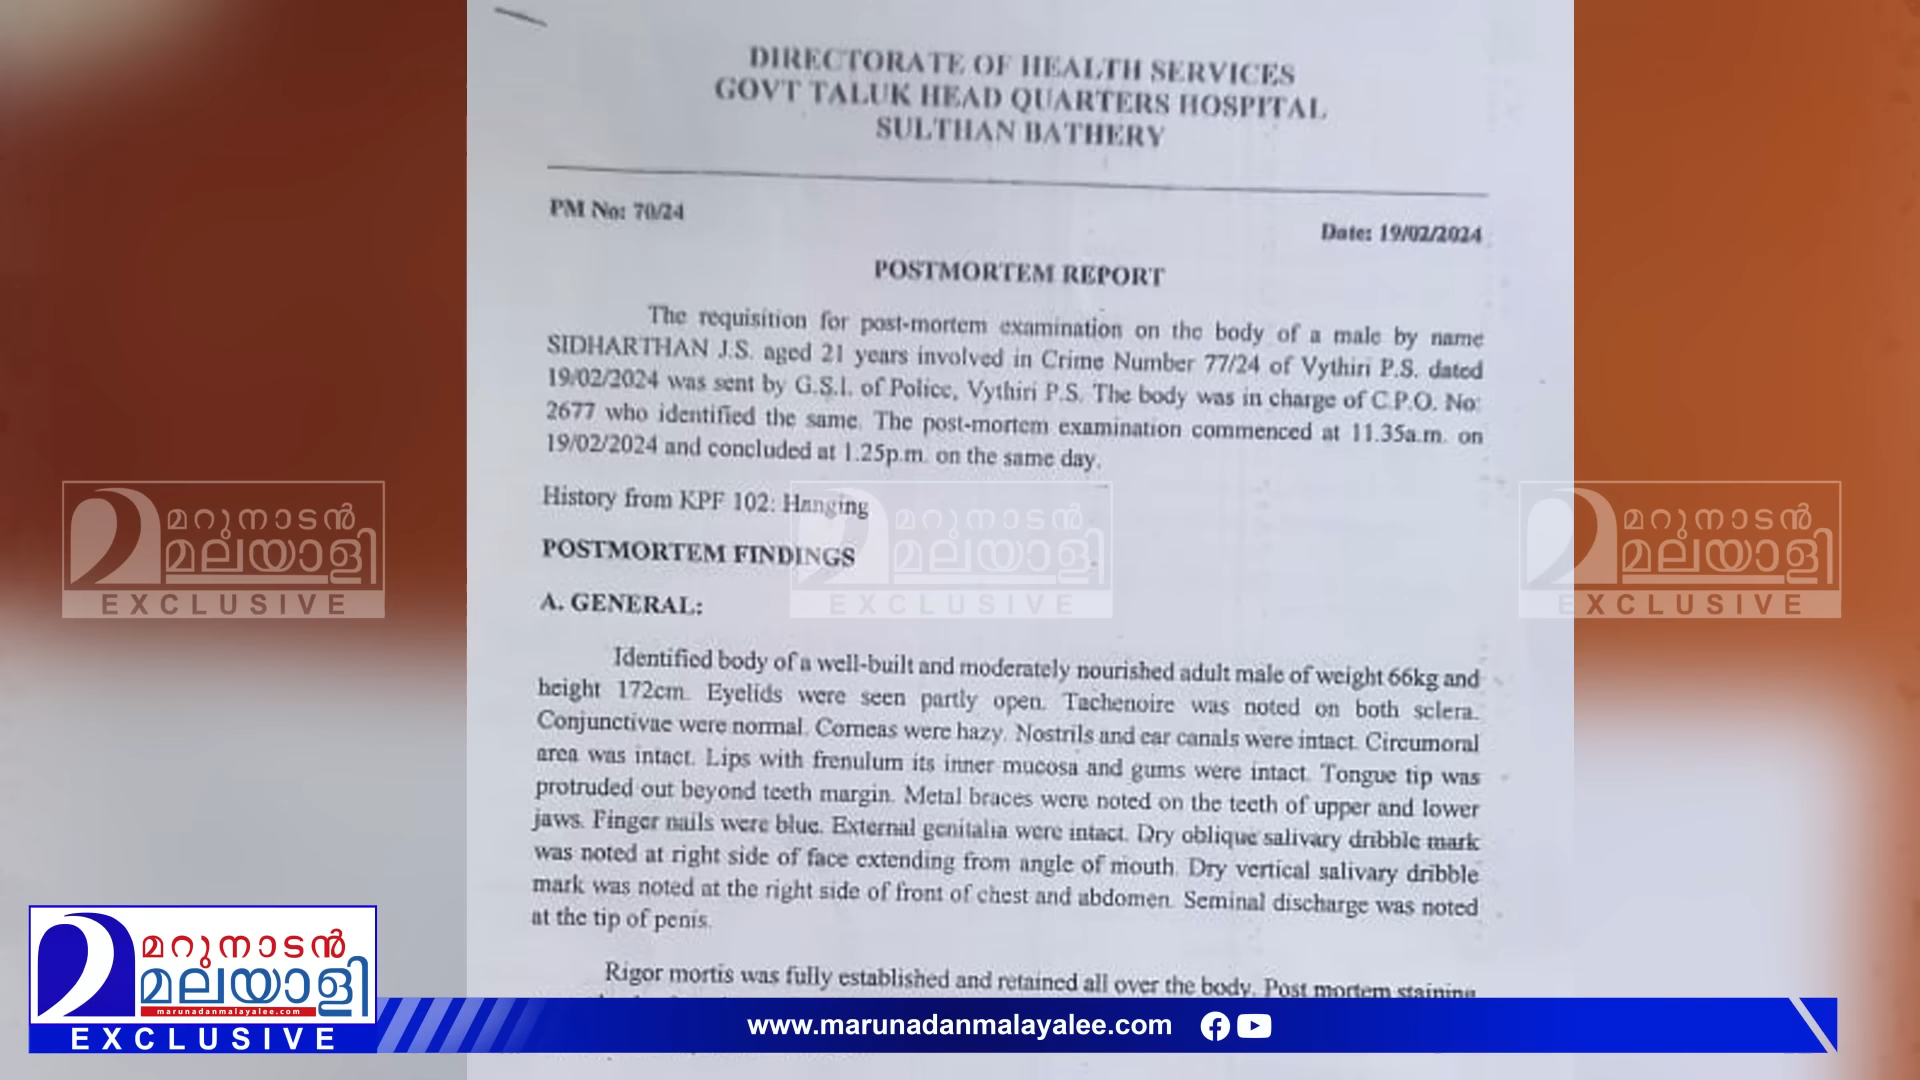 DIRECTORATE OF HEALTH SERVICES
GOVT TALUK HEAD QUARTERS HOSPITAL
SULTHAN BATHERY
PM No: 70/24
Date: 19/02/2024
POSTMORTEM REPORT
The requisition for post-mortem examination on the body of a male by name
SIDHARTHAN J.S. aged 21 years involved in Crime Number 77/24 of Vythiri P.S. dated
19/02/2024 was sent by G.S.I. of Police, Vythiri P.S. The body was in charge of C.P.O. No:
2677 who identified the same. The post-mortem examination commenced at 11.35a.m. on
19/02/2024 and concluded at 1.25p.m. on the same day.
History from KPF 102: Hanging
POSTMORTEM FINDINGS
A. GENERAL:
Identified body of a well-built and moderately nourished adult male of weight 66kg and
height 172cm. Eyelids were seen partly open. Tachenoire was noted on both sclera.
Conjunctivae were normal. Corneas were hazy. Nostrils and ear canals were intact. Circumoral
area was intact. Lips with frenulum its inner mucosa and gums were intact. Tongue tip was
protruded out beyond teeth margin. Metal braces were noted on the teeth of upper and lower
jaws. Finger nails were blue. External genitalia were intact. Dry oblique salivary dribble mark
was noted at right side of face extending from angle of mouth. Dry vertical salivary dribble
mark was noted at the right side of front of chest and abdomen. Seminal discharge was noted
at the tip of penis.
Rigor mortis was fully established and retained all over the body. Post mortem staining
മറുനാടൻ
മലയാളി
EXCLUSIVE
മറുനാടൻ
മലയാളി
EXCLUSIVE
മറുനാടൻ
മലയാളി
EXCLUSIVE
മറുനാടൻ
മലയാളി
marunadanmalayalee.com
EXCLUSIVE
www.marunadanmalayalee.com